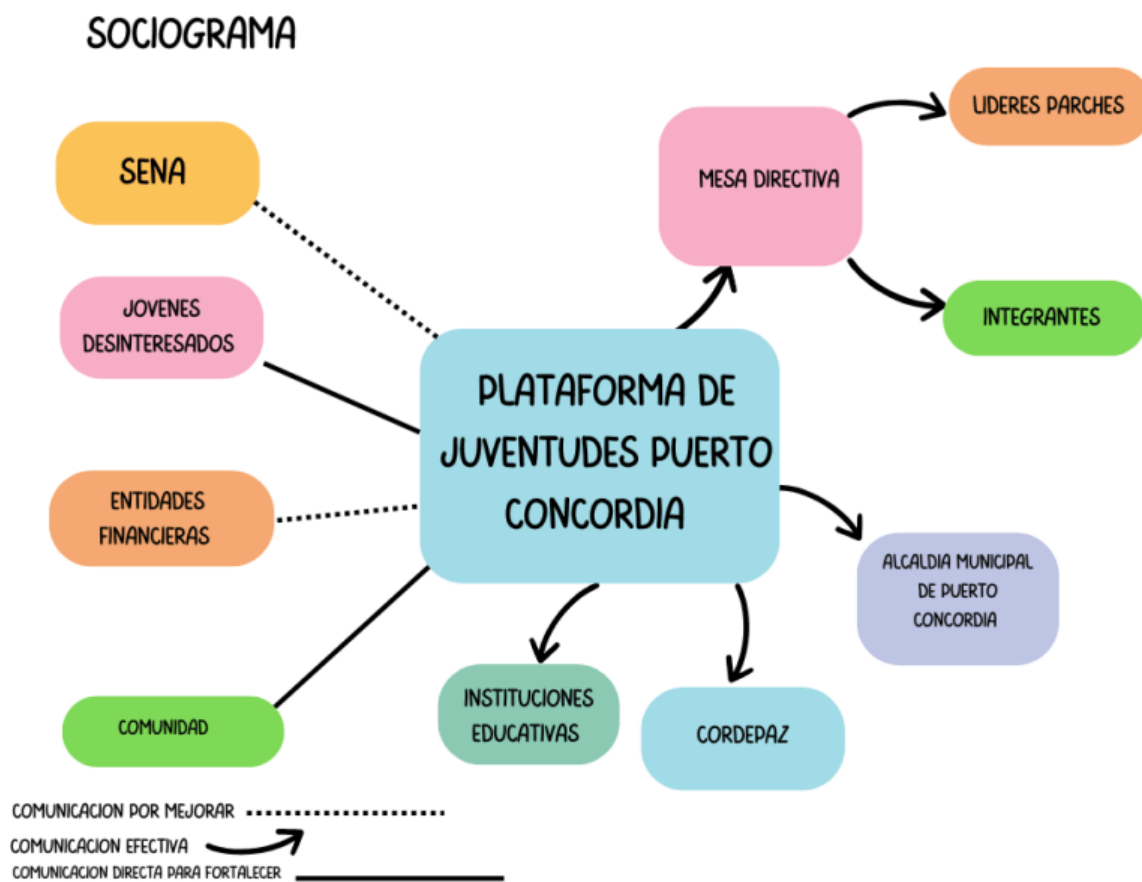 SOCIOGRAMA
SENA
JOVENES
DESINTERESADOS
ENTIDADES
FINANCIERAS
COMUNIDAD
PLATAFORMA DE
JUVENTUDES PUERTO
CONCORDIA
MESA DIRECTIVA
LIDERES PARCHES
INTEGRANTES
ALCALDIA MUNICIPAL
DE PUERTO
CONCORDIA
INSTITUCIONES
EDUCATIVAS
CORDEPAZ
COMUNICACION POR MEJORAR
COMUNICACION EFECTIVA
COMUNICACION DIRECTA PARA FORTALECER